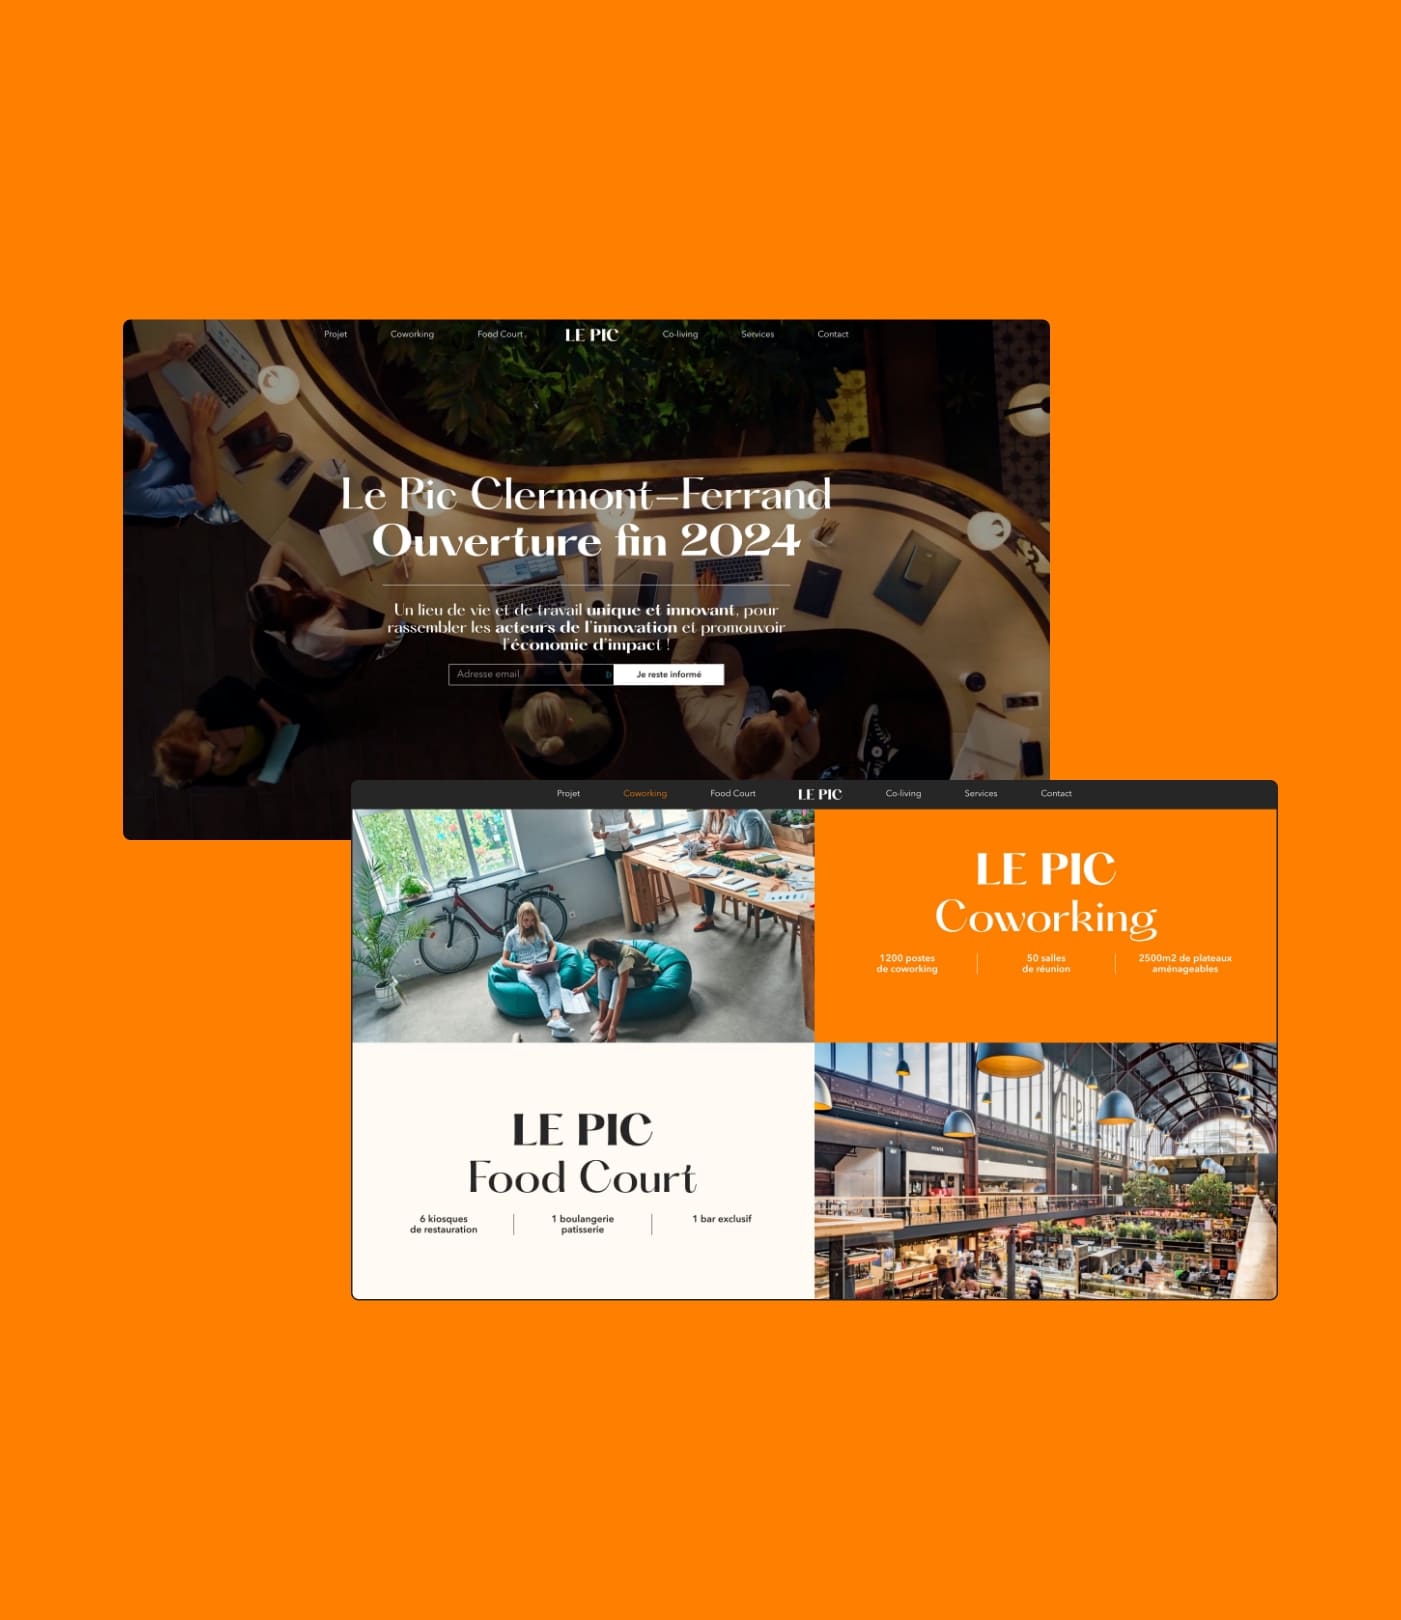 Projet Coworking Food Court LE PIC Co-living Services Contact
Le Pic Clermont-Ferrand
Ouverture fin 2024
Un lieu de vie et de travail unique et innovant, pour
rassembler les acteurs de l'innovation et promouvoir
l'économie d'impact !
Adresse email
Je reste informé
Projet Coworking Food Court LE PIC Co-living Services Contact
LE PIC
Coworking
1200 postes
de coworking
50 salles
de réunion
2500m2 de plateaux
aménageables
LE PIC
Food Court
6 kiosques
de restauration
1 boulangerie
patisserie
1 bar exclusif